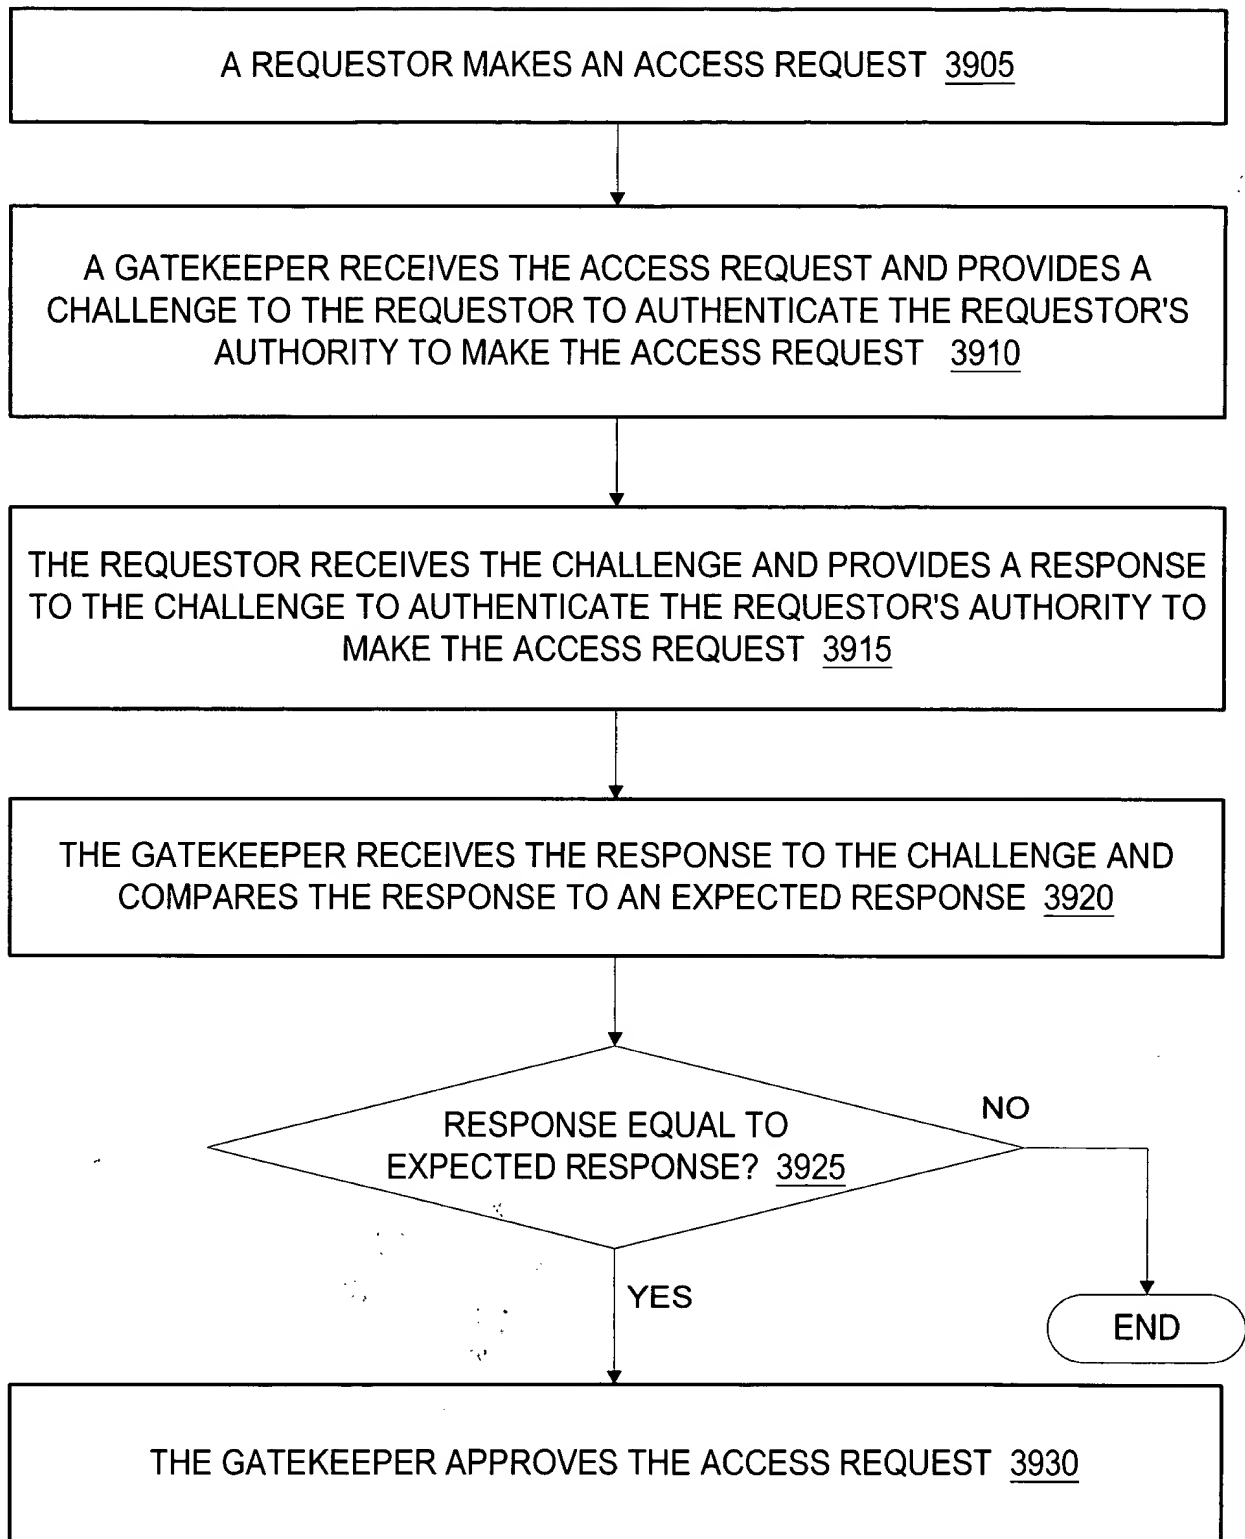 A REQUESTOR MAKES AN ACCESS REQUEST 3905
A GATEKEEPER RECEIVES THE ACCESS REQUEST AND PROVIDES A
CHALLENGE TO THE REQUESTOR TO AUTHENTICATE THE REQUESTOR'S
AUTHORITY TO MAKE THE ACCESS REQUEST 3910
THE REQUESTOR RECEIVES THE CHALLENGE AND PROVIDES A RESPONSE
TO THE CHALLENGE TO AUTHENTICATE THE REQUESTOR'S AUTHORITY TO
MAKE THE ACCESS REQUEST 3915
THE GATEKEEPER RECEIVES THE RESPONSE TO THE CHALLENGE AND
COMPARES THE RESPONSE TO AN EXPECTED RESPONSE 3920
RESPONSE EQUAL TO
EXPECTED RESPONSE? 3925
NO
YES
END
THE GATEKEEPER APPROVES THE ACCESS REQUEST 3930